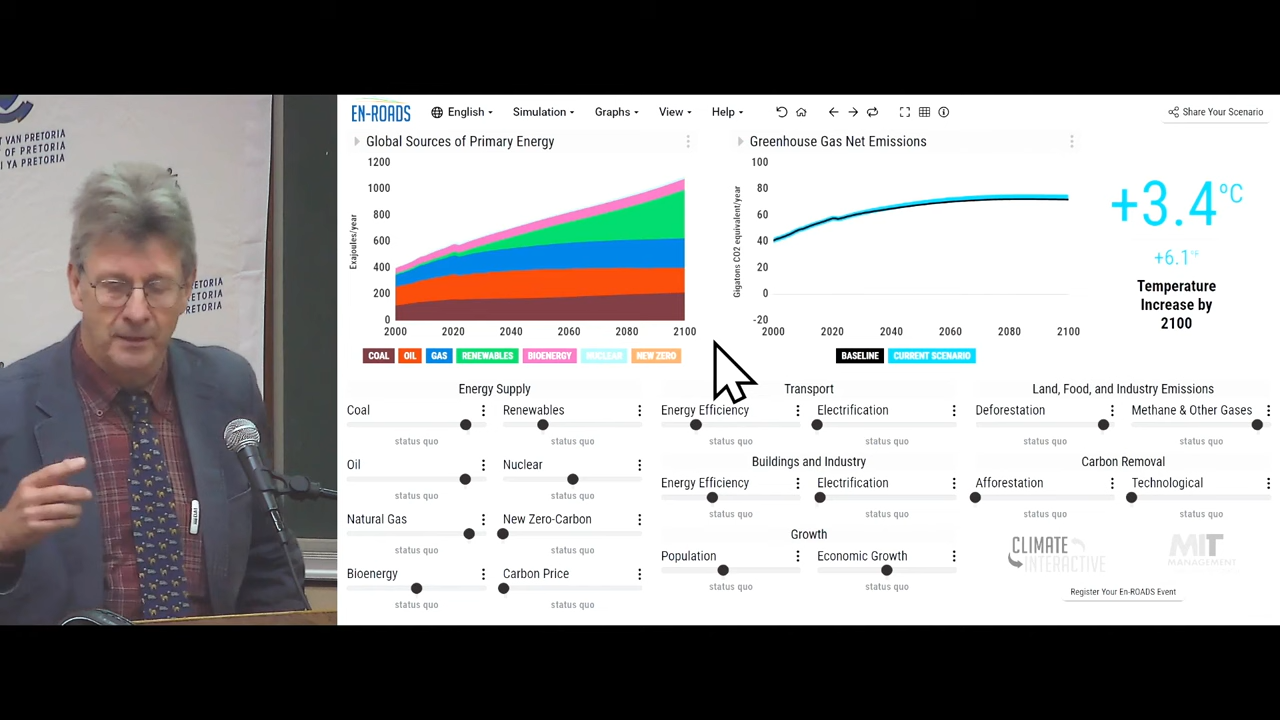 T VAN PRETORIA
OF PRETORIA
YA PRETORIA
ETORIA
ETORIA
ETORIA
EN-ROADS
English
Simulation
Graphs
View
Help
Share Your Scenario
Global Sources of Primary Energy
1200
1000
800
600
400
200
0
Exajoules/year
2000
2020
2040
2060
2080
2100
COAL
OIL
GAS
RENEWABLES
BIOENERGY
NUCLEAR
NEW ZERO
Greenhouse Gas Net Emissions
100
80
60
40
20
0
-20
Gigatons CO2 equivalent/year
2000
2020
2040
2060
2080
2100
BASELINE
CURRENT SCENARIO
+3.4°C
+6.1°F
Temperature
Increase by
2100
Energy Supply
Coal
status quo
Renewables
status quo
Oil
status quo
Nuclear
status quo
Natural Gas
status quo
New Zero-Carbon
status quo
Bioenergy
status quo
Carbon Price
status quo
Transport
Energy Efficiency
status quo
Electrification
status quo
Buildings and Industry
Energy Efficiency
status quo
Electrification
status quo
Growth
Population
status quo
Economic Growth
status quo
Land, Food, and Industry Emissions
Deforestation
status quo
Methane & Other Gases
status quo
Carbon Removal
Afforestation
status quo
Technological
status quo
CLIMATE
INTERACTIVE
MIT
MANAGEMENT
Register Your En-ROADS Event